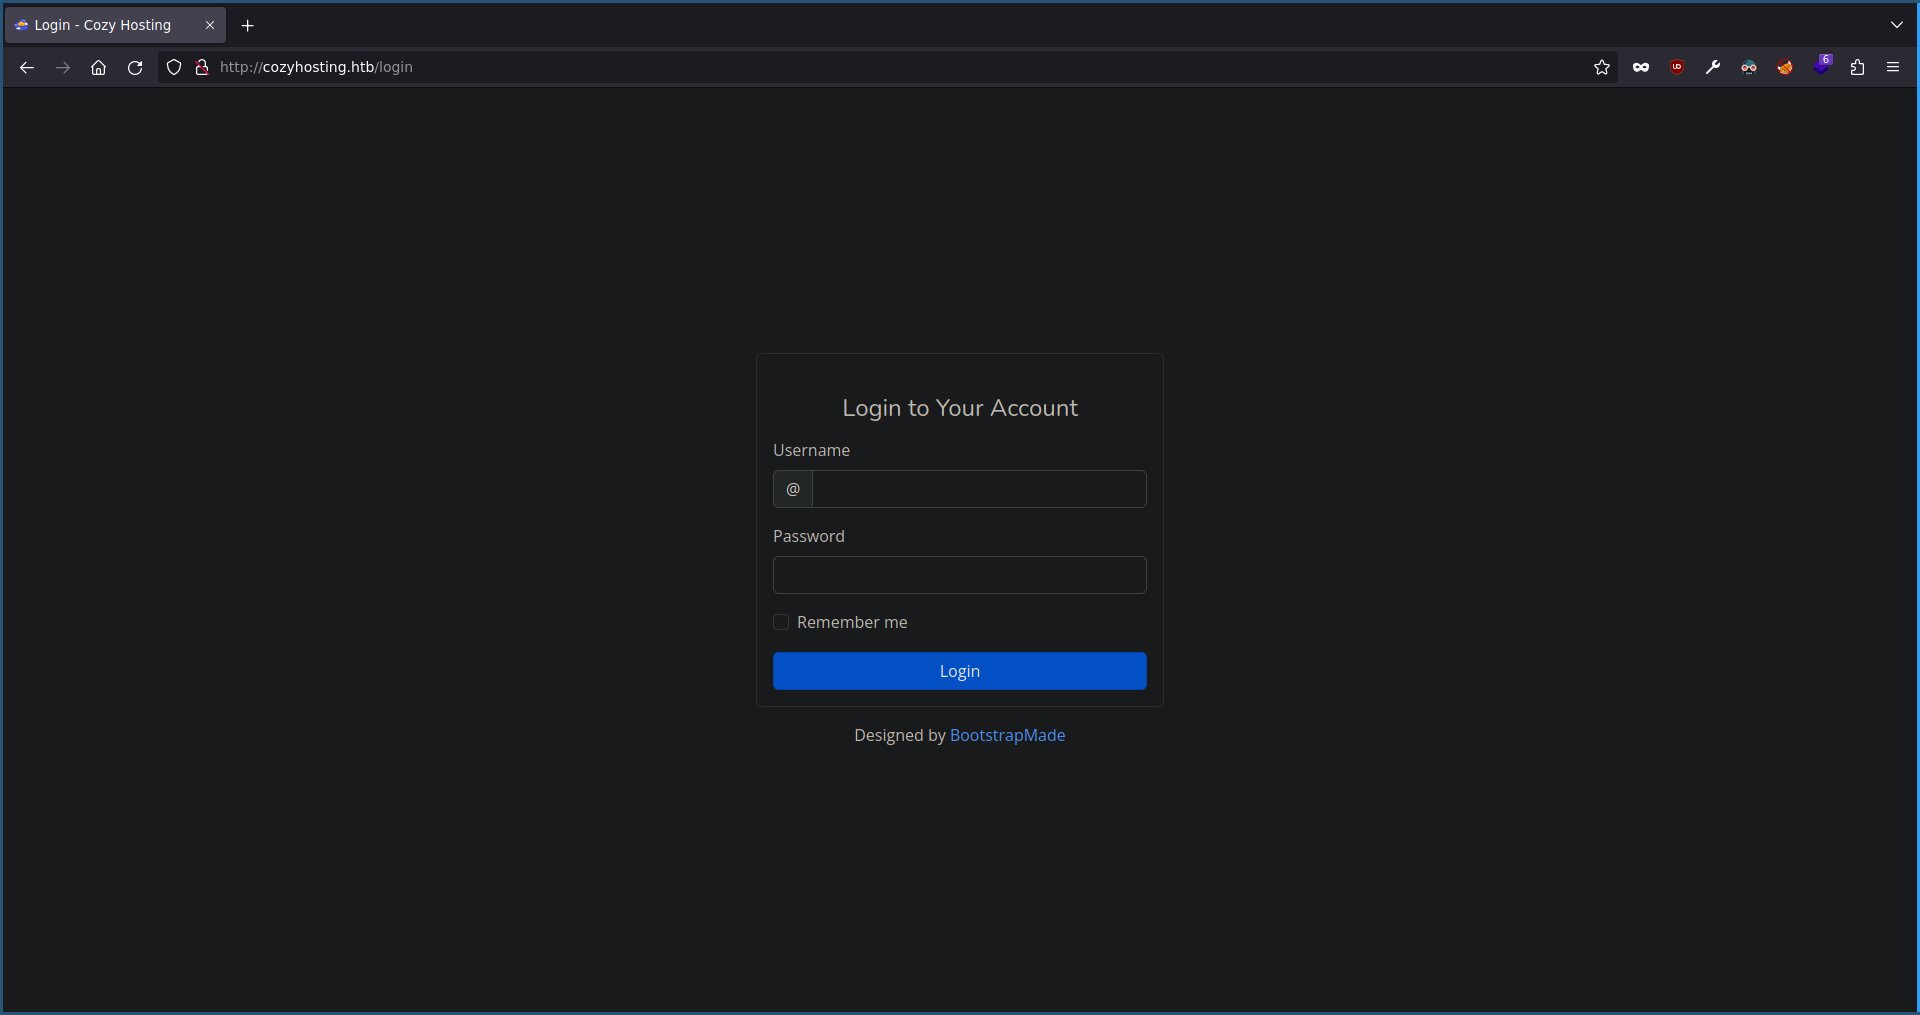 Login - Cozy Hosting
http://cozyhosting.htb/login
6
Login to Your Account
Username
@
Password
Remember me
Login
Designed by BootstrapMade